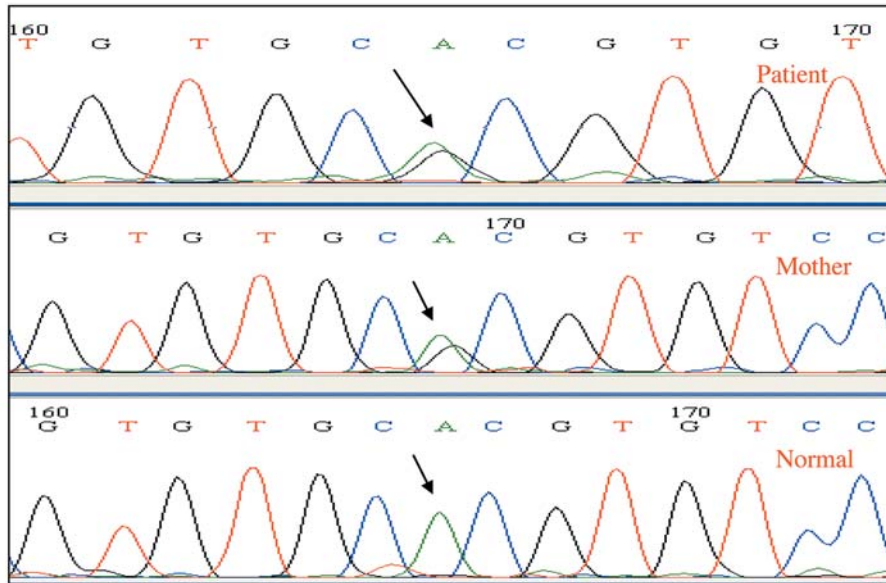 160 170
T G T G C A C G T G T
Patient
170
G T G T G C A C G T G T C C
Mother
160 170
G T G T G C A C G T G T C C
Normal